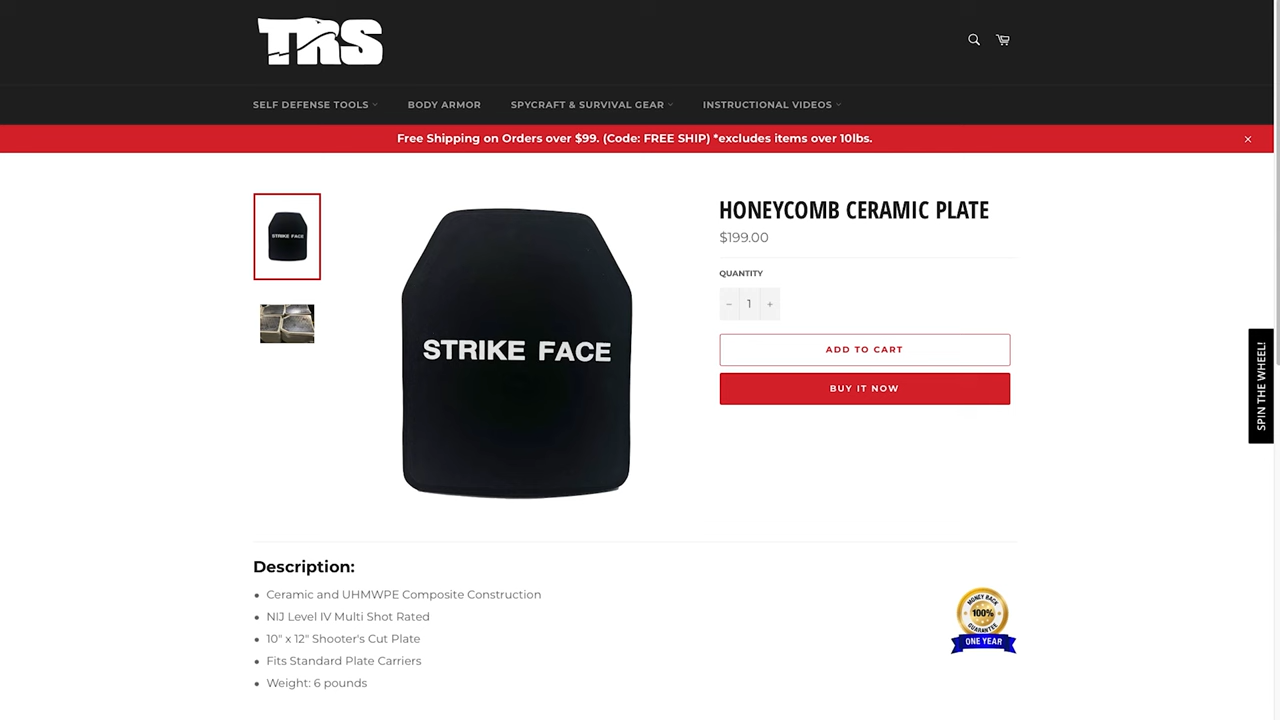 TRS
SELF DEFENSE TOOLS
BODY ARMOR
SPYCRAFT & SURVIVAL GEAR
INSTRUCTIONAL VIDEOS
Free Shipping on Orders over $99. (Code: FREE SHIP) *excludes items over 10lbs.
STRIKE FACE
STRIKE FACE
HONEYCOMB CERAMIC PLATE
$199.00
QUANTITY
− 1 +
ADD TO CART
BUY IT NOW
SPIN THE WHEEL!
Description:
• Ceramic and UHMWPE Composite Construction
• NIJ Level IV Multi Shot Rated
• 10" x 12" Shooter's Cut Plate
• Fits Standard Plate Carriers
• Weight: 6 pounds
MONEY BACK
100%
GUARANTEE
ONE YEAR